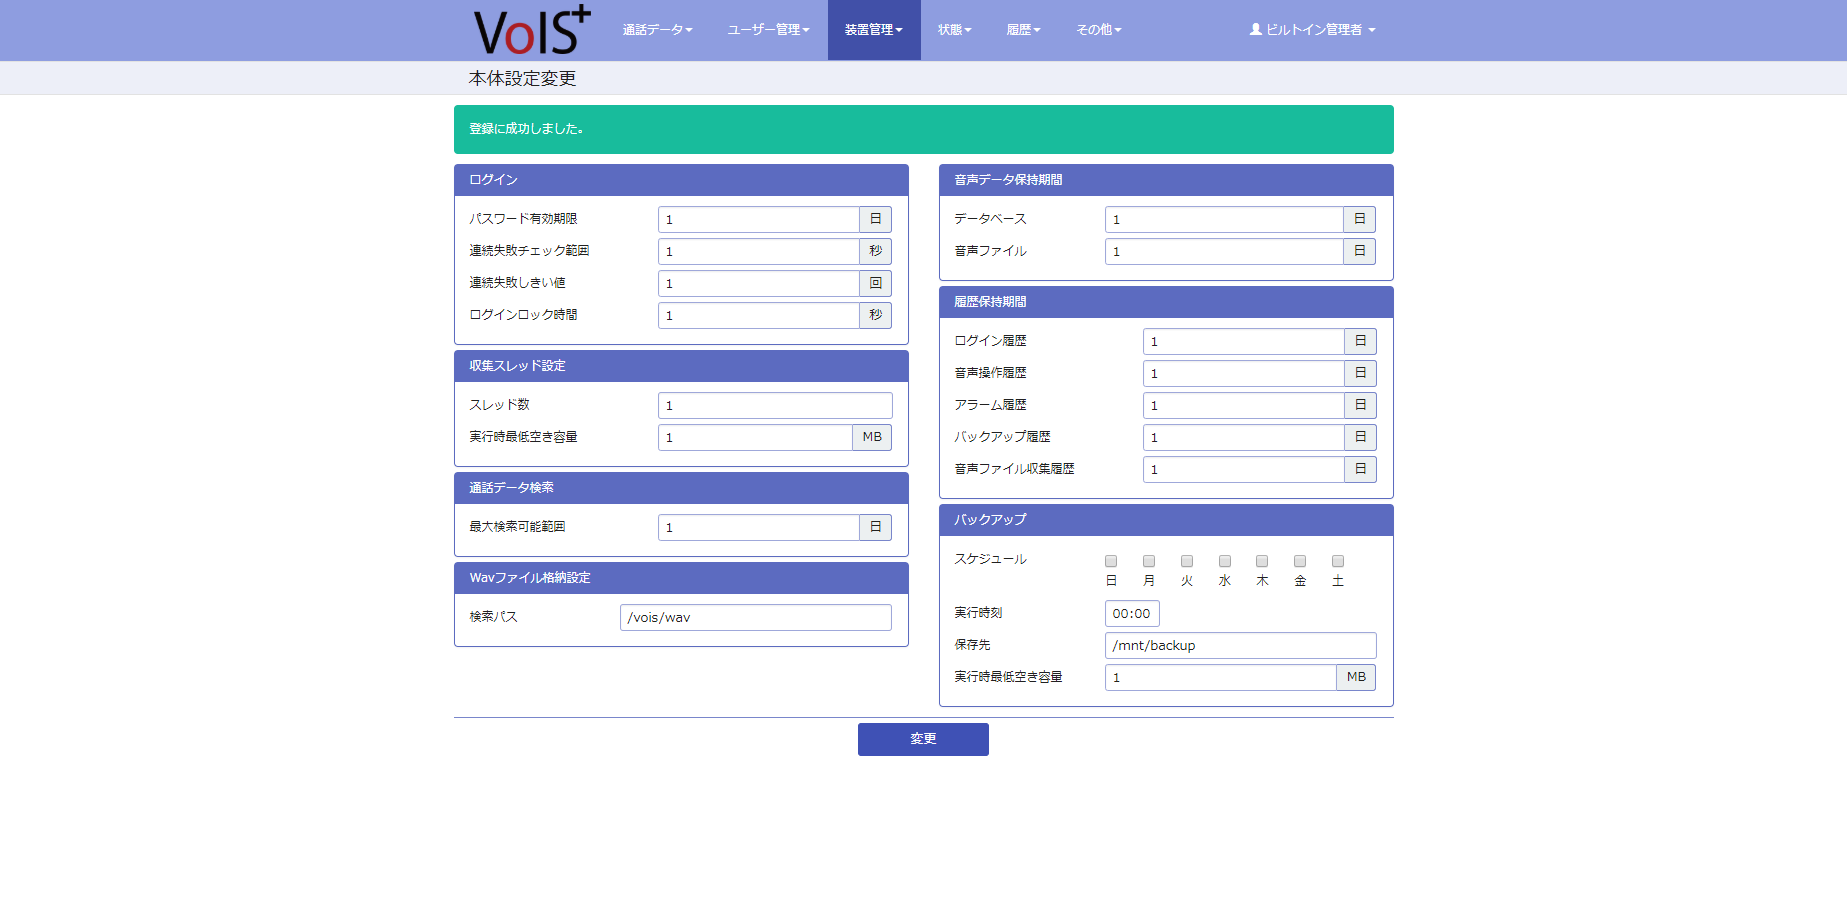 VoIS+
通話データ
ユーザー管理
装置管理
状態
履歴
その他
ビルトイン管理者
本体設定変更
登録に成功しました。
ログイン
パスワード有効期限 1 日
連続失敗チェック範囲 1 秒
連続失敗しきい値 1 回
ログインロック時間 1 秒
収集スレッド設定
スレッド数 1
実行時最低空き容量 1 MB
通話データ検索
最大検索可能範囲 1 日
Wavファイル格納設定
検索パス /vois/wav
音声データ保持期間
データベース 1 日
音声ファイル 1 日
履歴保持期間
ログイン履歴 1 日
音声操作履歴 1 日
アラーム履歴 1 日
バックアップ履歴 1 日
音声ファイル収集履歴 1 日
バックアップ
スケジュール
日 月 火 水 木 金 土
実行時刻 00:00
保存先 /mnt/backup
実行時最低空き容量 1 MB
変更